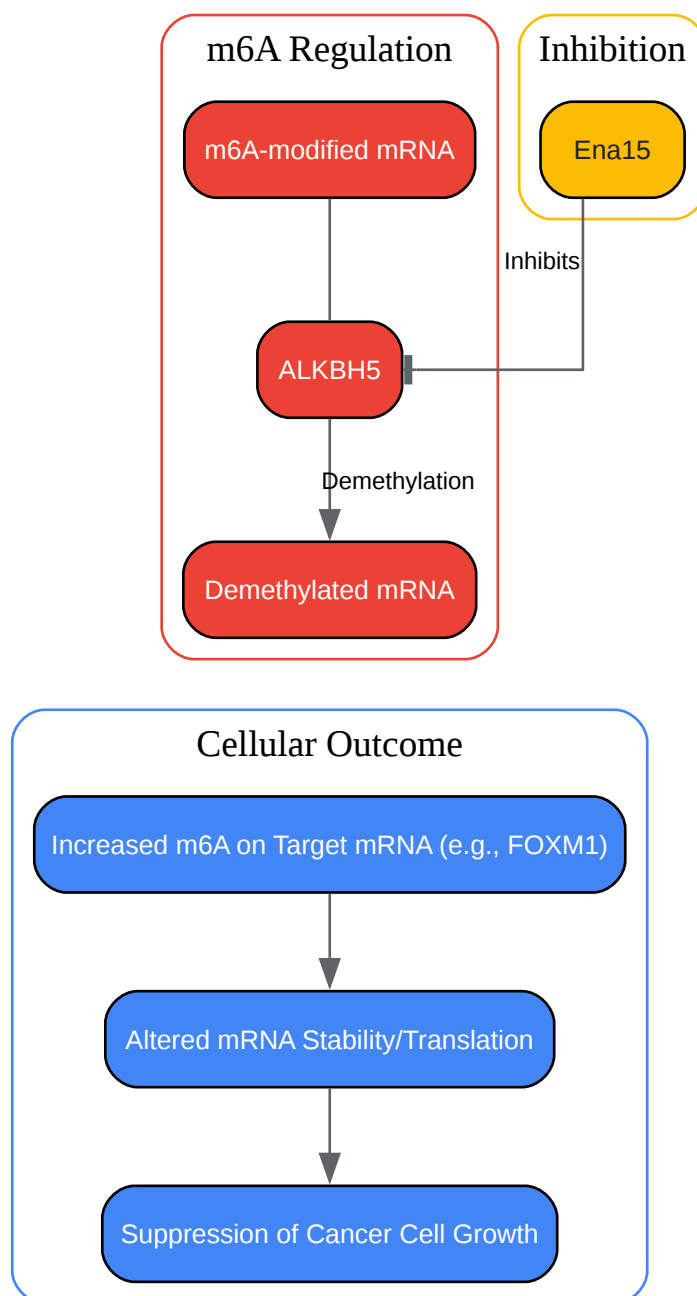 m6A Regulation
Inhibition
m6A-modified mRNA
Ena15
Inhibits
ALKBH5
Demethylation
Demethylated mRNA
Cellular Outcome
Increased m6A on Target mRNA (e.g., FOXM1)
Altered mRNA Stability/Translation
Suppression of Cancer Cell Growth